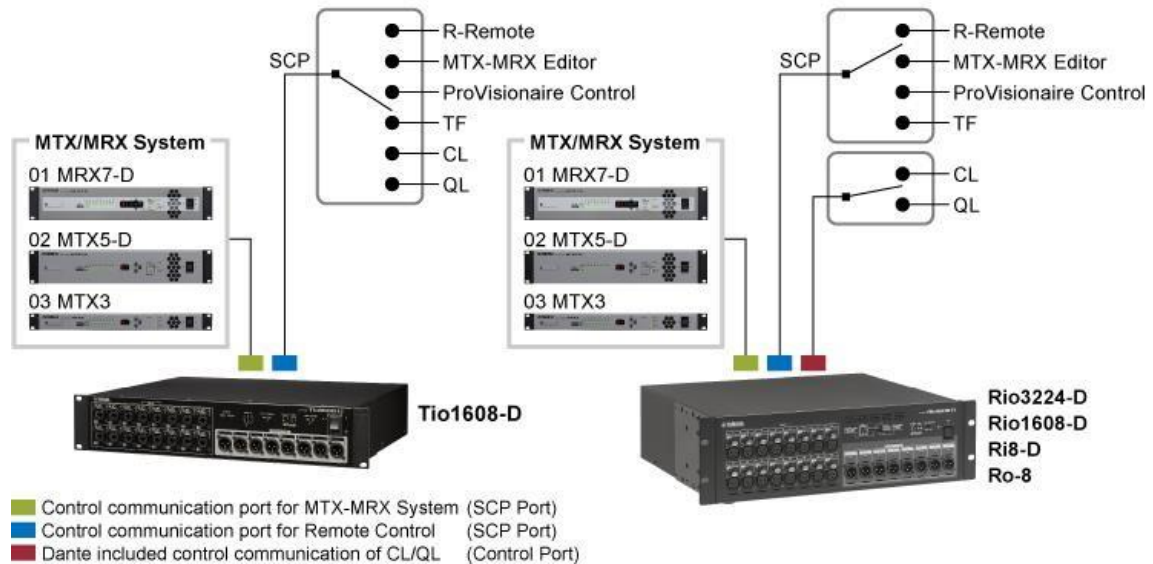 R-Remote
SCP
MTX-MRX Editor
ProVisionaire Control
TF
CL
QL
MTX/MRX System
01 MRX7-D
02 MTX5-D
03 MTX3
Tio1608-D
R-Remote
SCP
MTX-MRX Editor
ProVisionaire Control
TF
CL
QL
MTX/MRX System
01 MRX7-D
02 MTX5-D
03 MTX3
Rio3224-D
Rio1608-D
Ri8-D
Ro-8
Control communication port for MTX-MRX System (SCP Port)
Control communication port for Remote Control (SCP Port)
Dante included control communication of CL/QL (Control Port)